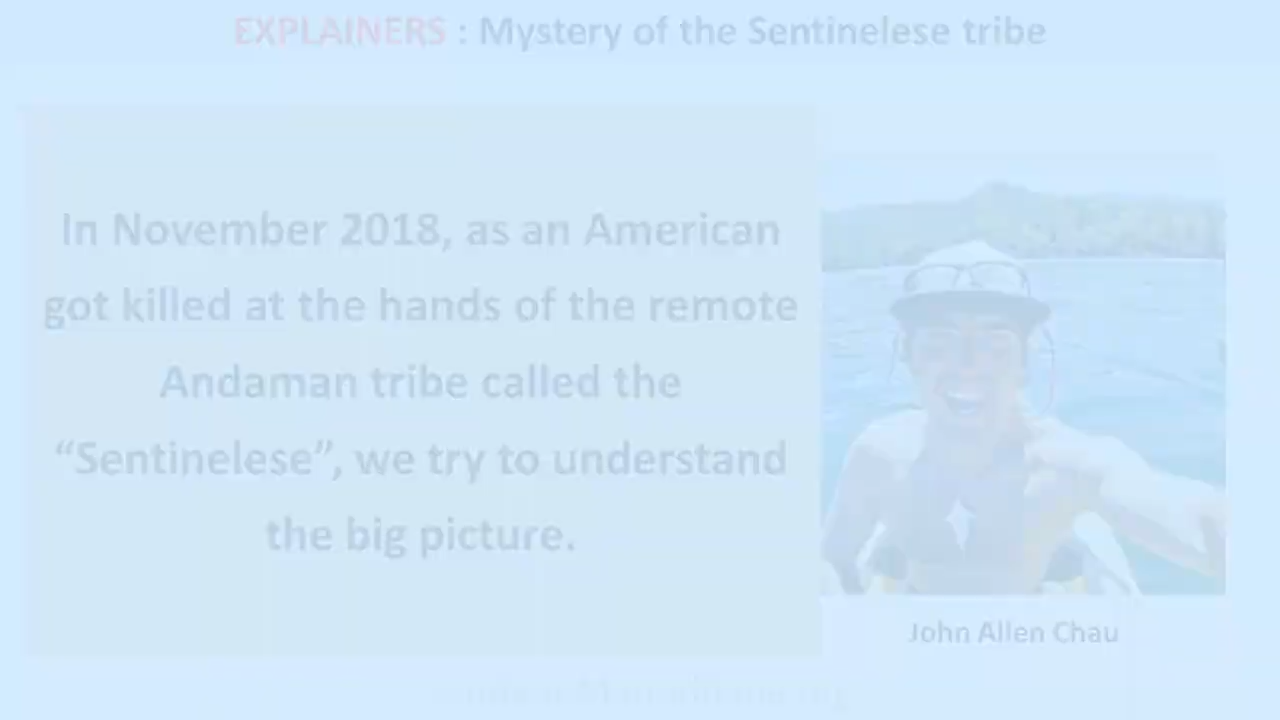 EXPLAINERS : Mystery of the Sentinelese tribe
In November 2018, as an American
got killed at the hands of the remote
Andaman tribe called the
“Sentinelese”, we try to understand
the big picture.
John Allen Chau